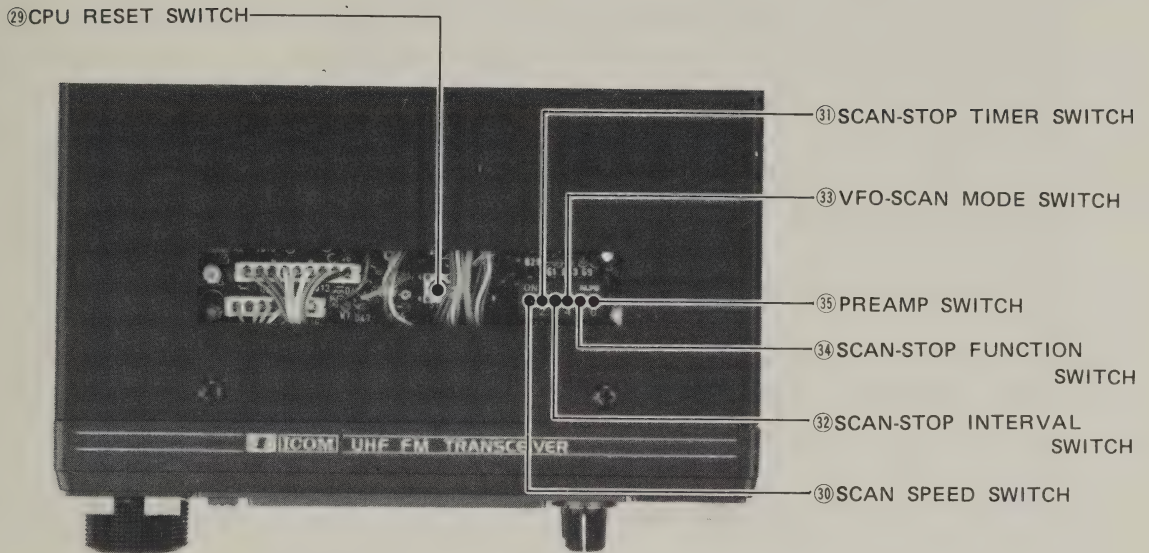 ㉙CPU RESET SWITCH
㉛SCAN-STOP TIMER SWITCH
㉝VFO-SCAN MODE SWITCH
㉟PREAMP SWITCH
㉞SCAN-STOP FUNCTION
SWITCH
㉜SCAN-STOP INTERVAL
SWITCH
㉚SCAN SPEED SWITCH
ON
ICOM UHF FM TRANSCEIVER